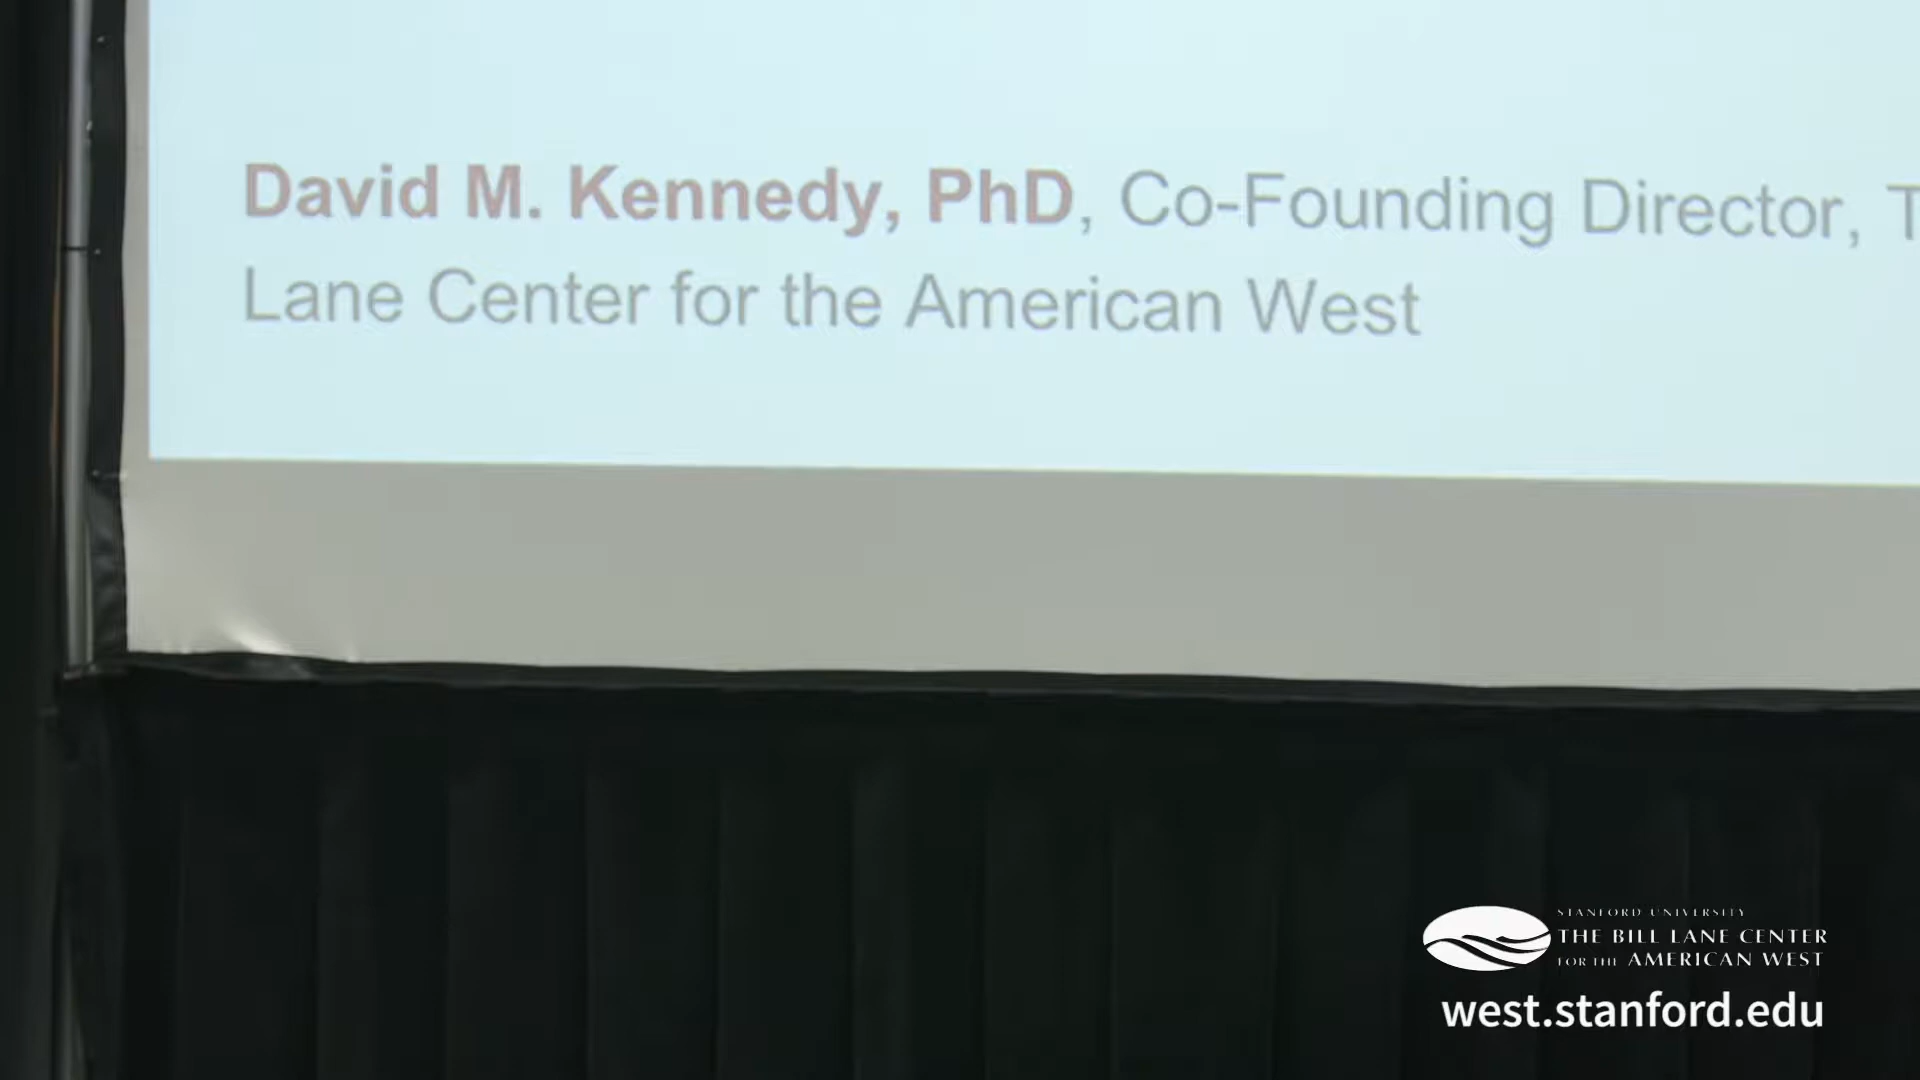 David M. Kennedy, PhD, Co-Founding Director, T
Lane Center for the American West
STANFORD UNIVERSITY
THE BILL LANE CENTER
FOR THE AMERICAN WEST
west.stanford.edu